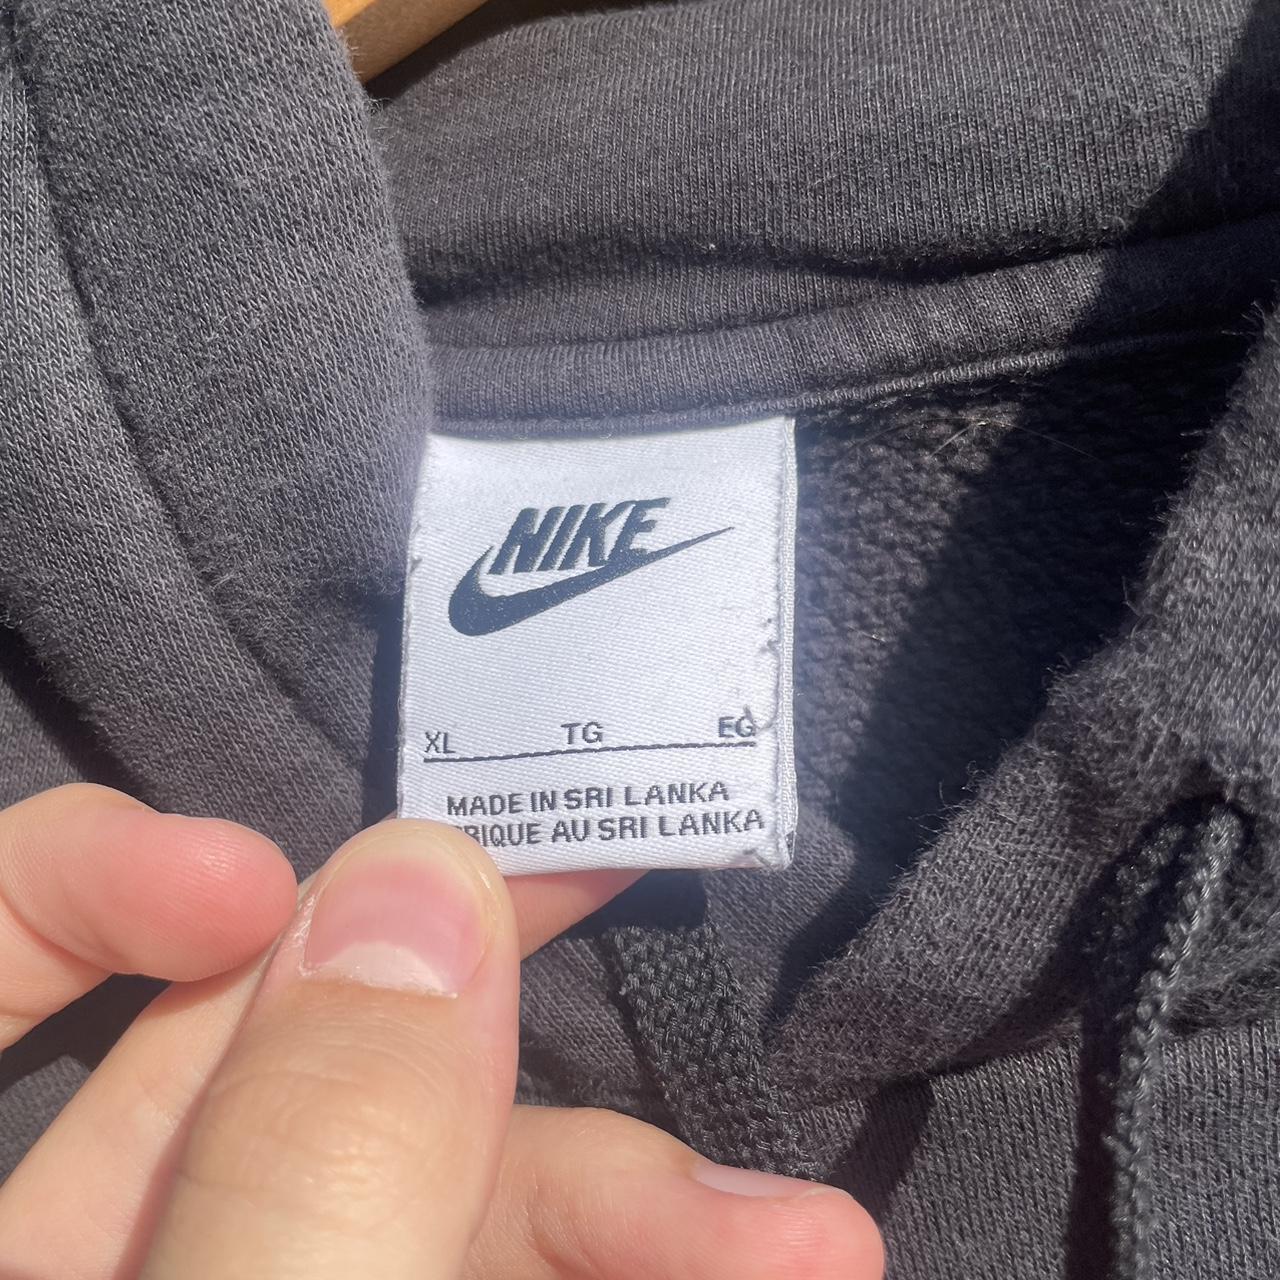 NIKE
XL TG EG
MADE IN SRI LANKA
RIQUE AU SRI LANKA